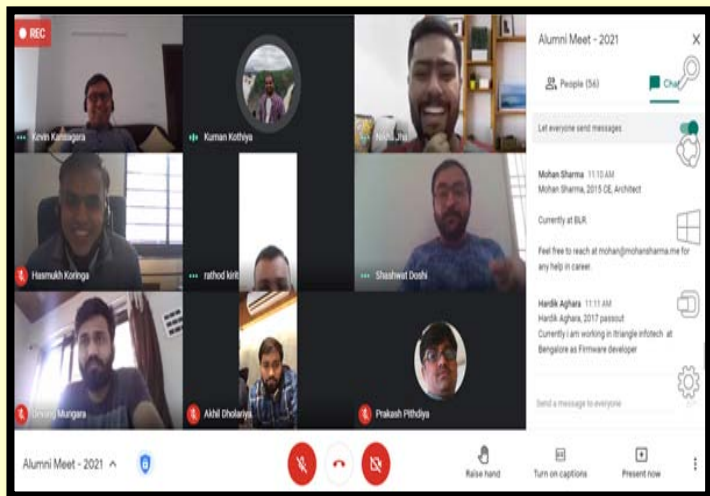 REC
Kevin Kansagara
Kuman Kothiya
Jha
Hasmukh Koringa
rathod kirit
Shashwat Doshi
Devang Mungara
Akhil Dholariya
Prakash Pithdiya
Alumni Meet - 2021
People (56)
Chat
Let everyone send messages
Mohan Sharma 11:10 AM
Mohan Sharma, 2015 CE, Architect
Currently at BLR.
Feel free to reach at mohan@mohansharma.me for
any help in career.
Hardik Aghara 11:11 AM
Hardik Aghara, 2017 passout
Currently i am working in itriangle infotech at
Bengalore as Firmware developer
Send a message to everyone
Alumni Meet - 2021
Raise hand
Turn on captions
Present now